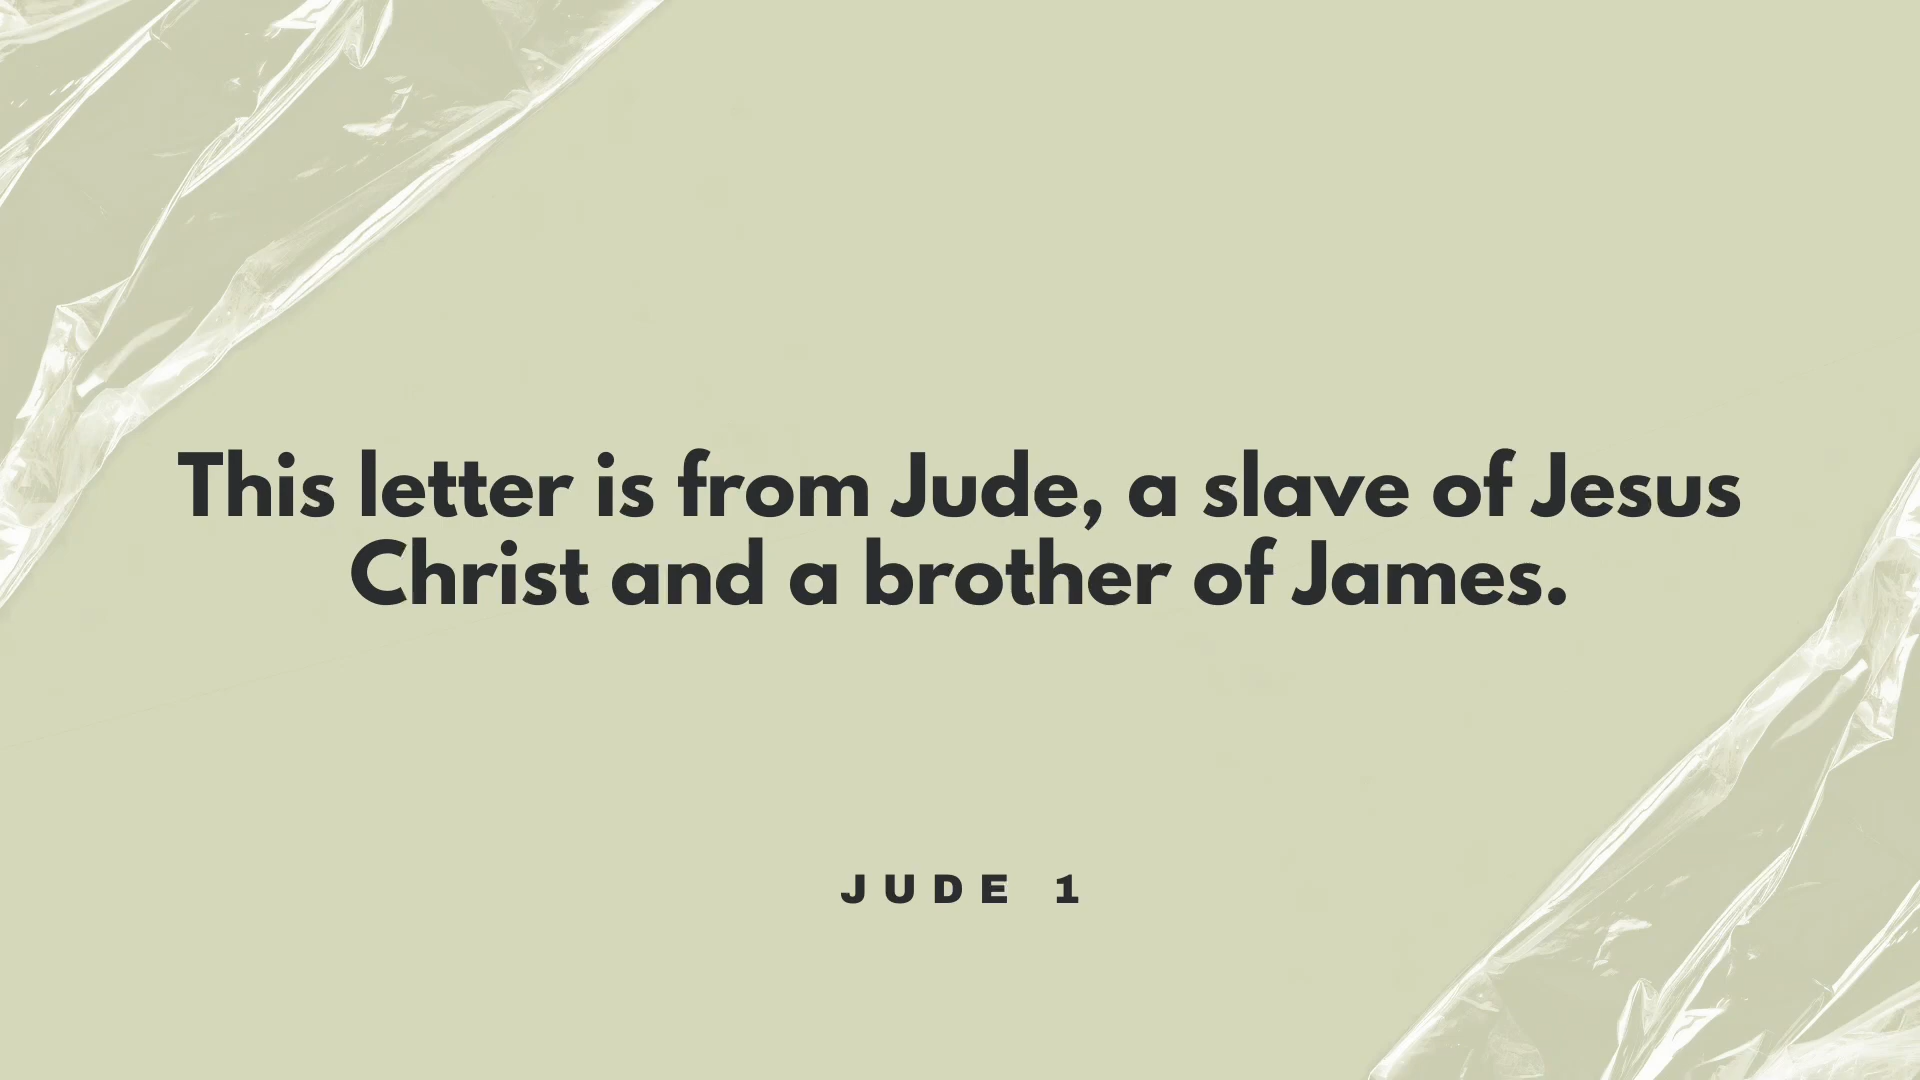 This letter is from Jude, a slave of Jesus
Christ and a brother of James.
JUDE 1